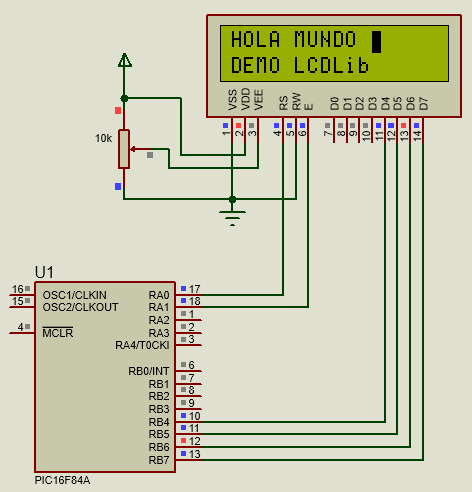 HOLA MUNDO
DEMO LCDLib
VSS VDD VEE RS RW E D0 D1 D2 D3 D4 D5 D6 D7
1 2 3 4 5 6 7 8 9 10 11 12 13 14
10k
U1
16 OSC1/CLKIN RA0 17
15 OSC2/CLKOUT RA1 18
RA2 1
4 MCLR RA3 2
RA4/T0CKI 3
RB0/INT 6
RB1 7
RB2 8
RB3 9
RB4 10
RB5 11
RB6 12
RB7 13
PIC16F84A